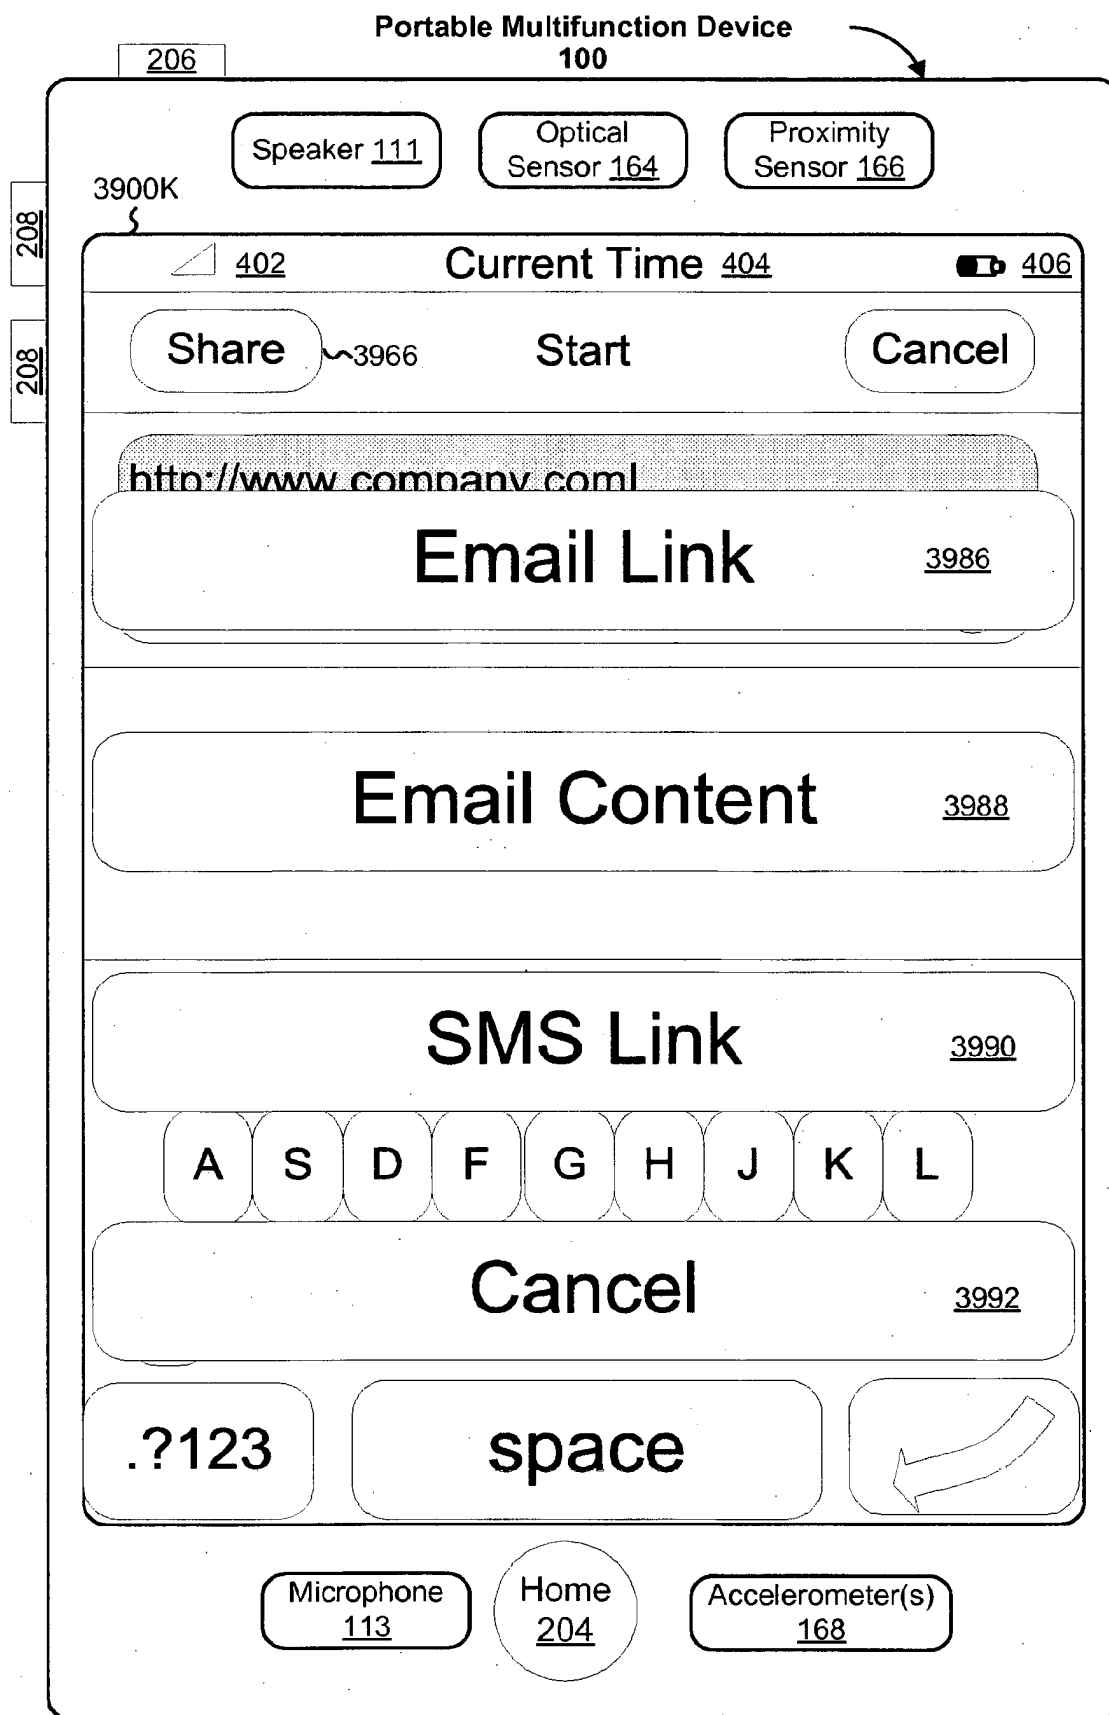 Portable Multifunction Device
100
206
Speaker 111
Optical
Sensor 164
Proximity
Sensor 166
3900K
208
402
Current Time 404
406
208
Share
3966
Start
Cancel
http://www.company.com
Email Link
3986
Email Content
3988
SMS Link
3990
A S D F G H J K L
Cancel
3992
.?123
space
Microphone
113
Home
204
Accelerometer(s)
168